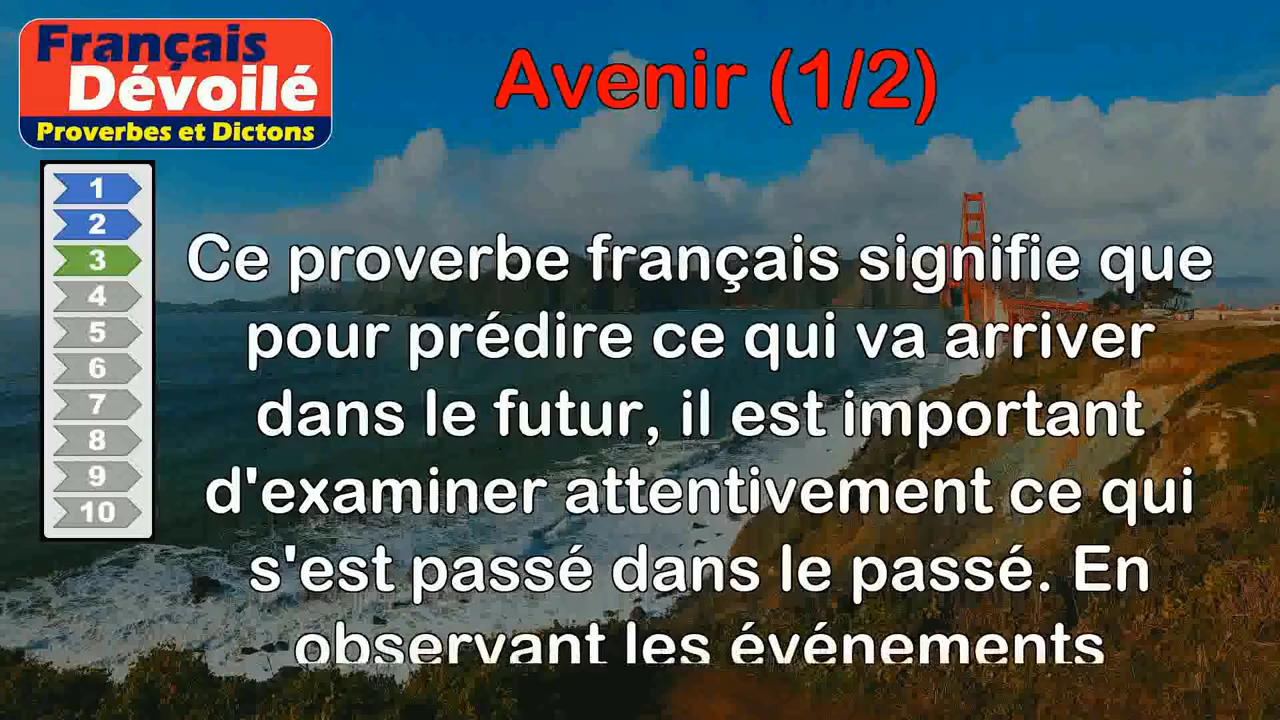 Français
Dévoilé
Proverbes et Dictons
Avenir (1/2)
1
2
3
4
5
6
7
8
9
10
Ce proverbe français signifie que
pour prédire ce qui va arriver
dans le futur, il est important
d'examiner attentivement ce qui
s'est passé dans le passé. En
observant les événements